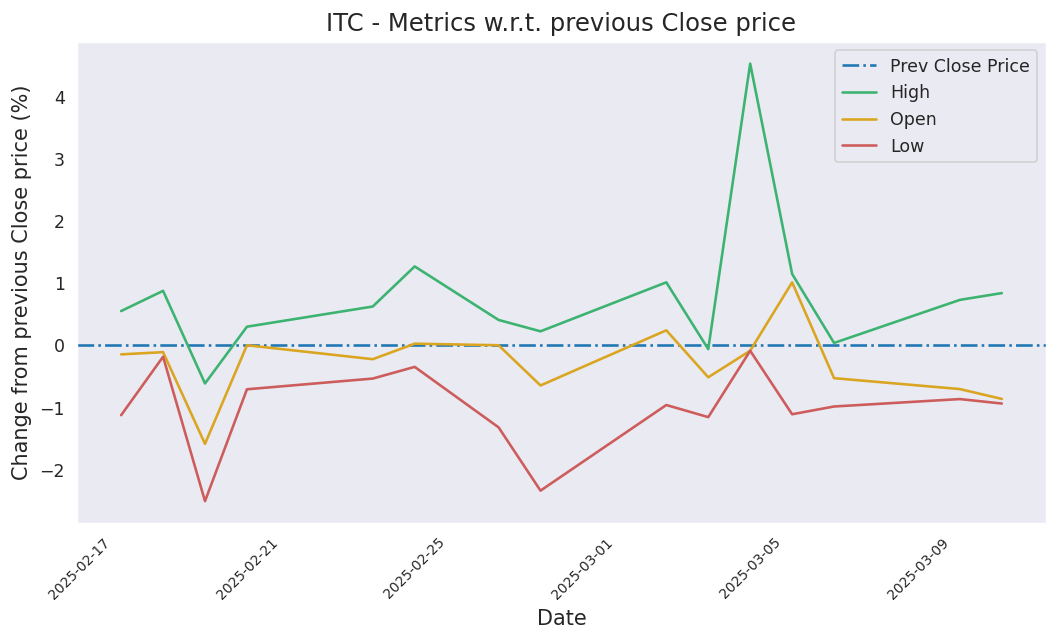 ITC - Metrics w.r.t. previous Close price
Change from previous Close price (%)
4
3
2
1
0
−1
−2
Prev Close Price
High
Open
Low
2025-02-17
2025-02-21
2025-02-25
2025-03-01
2025-03-05
2025-03-09
Date